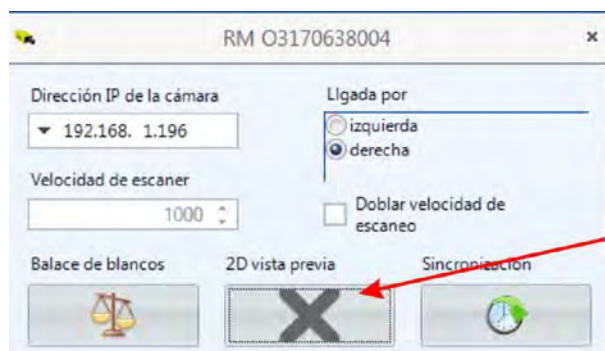 RM O3170638004
Dirección IP de la cámara
LIgada por
192.168. 1.196
izquierda
derecha
Velocidad de escaner
1000
Doblar velocidad de
escaneo
Balace de blancos
2D vista previa
Sincronización